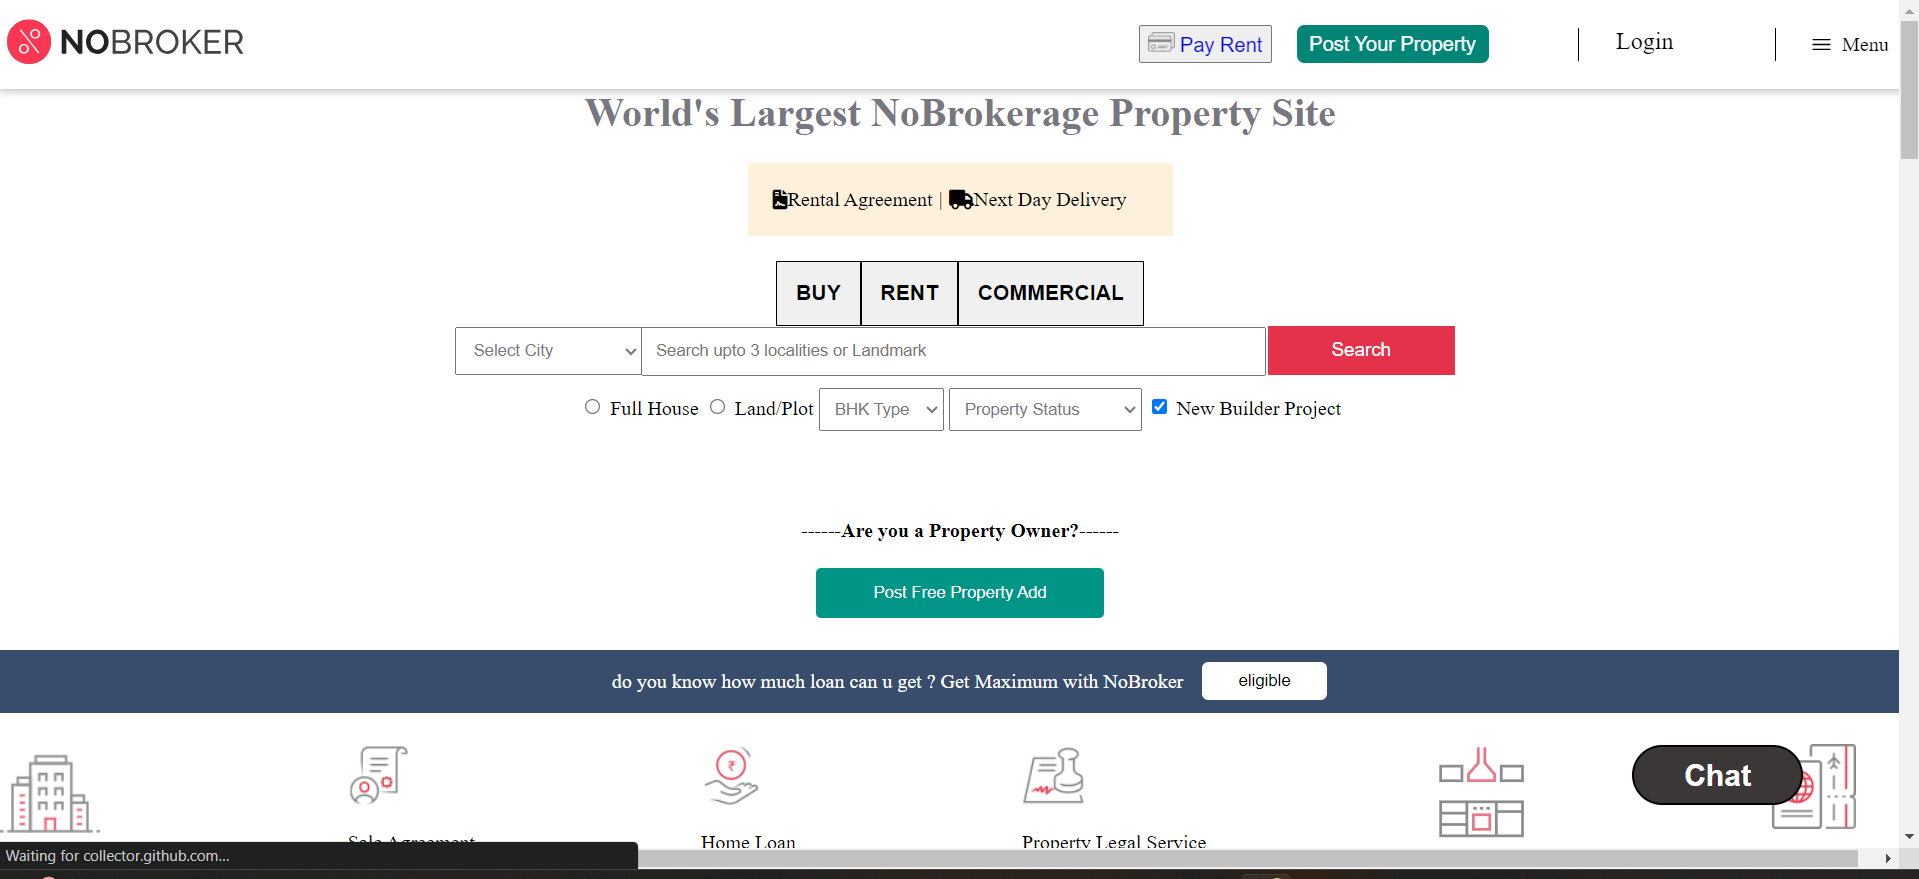 NOBROKER
Pay Rent
Post Your Property
Login
Menu
World's Largest NoBrokerage Property Site
Rental Agreement | Next Day Delivery
BUY RENT COMMERCIAL
Select City
Search upto 3 localities or Landmark
Search
Full House
Land/Plot
BHK Type
Property Status
New Builder Project
------Are you a Property Owner?------
Post Free Property Add
do you know how much loan can u get ? Get Maximum with NoBroker
eligible
Chat
Sale Agreement
Home Loan
Property Legal Service
Waiting for collector.github.com...